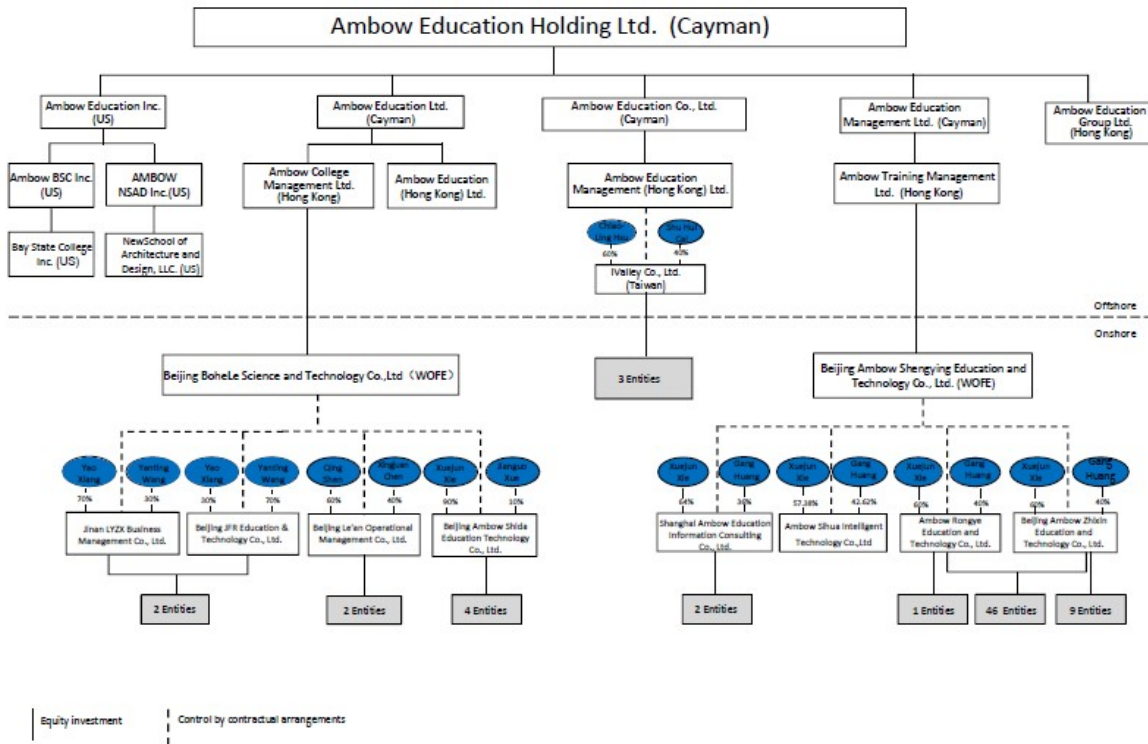 Ambow Education Holding Ltd. (Cayman)
Ambow Education Inc.
(US)
Ambow Education Ltd.
(Cayman)
Ambow Education Co., Ltd.
(Cayman)
Ambow Education
Management Ltd. (Cayman)
Ambow Education
Group Ltd.
(Hong Kong)
Ambow BSC Inc.
(US)
AMBOW
NSAD Inc.(US)
Ambow College
Management Ltd.
(Hong Kong)
Ambow Education
(Hong Kong) Ltd.
Ambow Education
Management (Hong Kong) Ltd.
Ambow Training Management
Ltd. (Hong Kong)
Bay State College
Inc. (US)
NewSchool of
Architecture and
Design, LLC. (US)
Chiao-
Ling Hsu
Shu Hui
60%
40%
IValley Co., Ltd.
(Taiwan)
Offshore
Onshore
Beijing BoheLe Science and Technology Co.,Ltd（WOFE）
3 Entities
Beijing Ambow Shengying Education and
Technology Co., Ltd. (WOFE)
Yao
Xiang
Yanting
Wang
Yao
Xiang
Yanting
Wang
Qing
Shen
Xinguan
Chen
Xuejun
Xie
Jianguo
Xue
Xuejun
Xie
Gang
Huang
Xuejun
Xie
Gang
Huang
Xuejun
Xie
Gang
Huang
Xuejun
Xie
Gang
Huang
70%
30%
30%
70%
60%
40%
90%
10%
64%
36%
57.38%
42.62%
60%
40%
60%
40%
Jinan LYZX Business
Management Co., Ltd.
Beijing JFR Education &
Technology Co., Ltd.
Beijing Le'an Operational
Management Co., Ltd.
Beijing Ambow Shida
Education Technology
Co., Ltd.
Shanghai Ambow Education
Information Consulting
Co., Ltd.
Ambow Sihua Intelligent
Technology Co.,Ltd
Ambow Rongye
Education and
Technology Co., Ltd.
Beijing Ambow Zhixin
Education and
Technology Co., Ltd.
2 Entities
2 Entities
4 Entities
2 Entities
1 Entities
46 Entities
9 Entities
Equity investment
Control by contractual arrangements